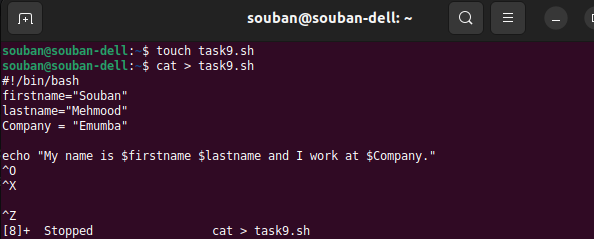 souban@souban-dell: ~
souban@souban-dell:~$ touch task9.sh
souban@souban-dell:~$ cat > task9.sh
#!/bin/bash
firstname="Souban"
lastname="Mehmood"
Company = "Emumba"

echo "My name is $firstname $lastname and I work at $Company."
^O
^X

^Z
[8]+  Stopped                 cat > task9.sh